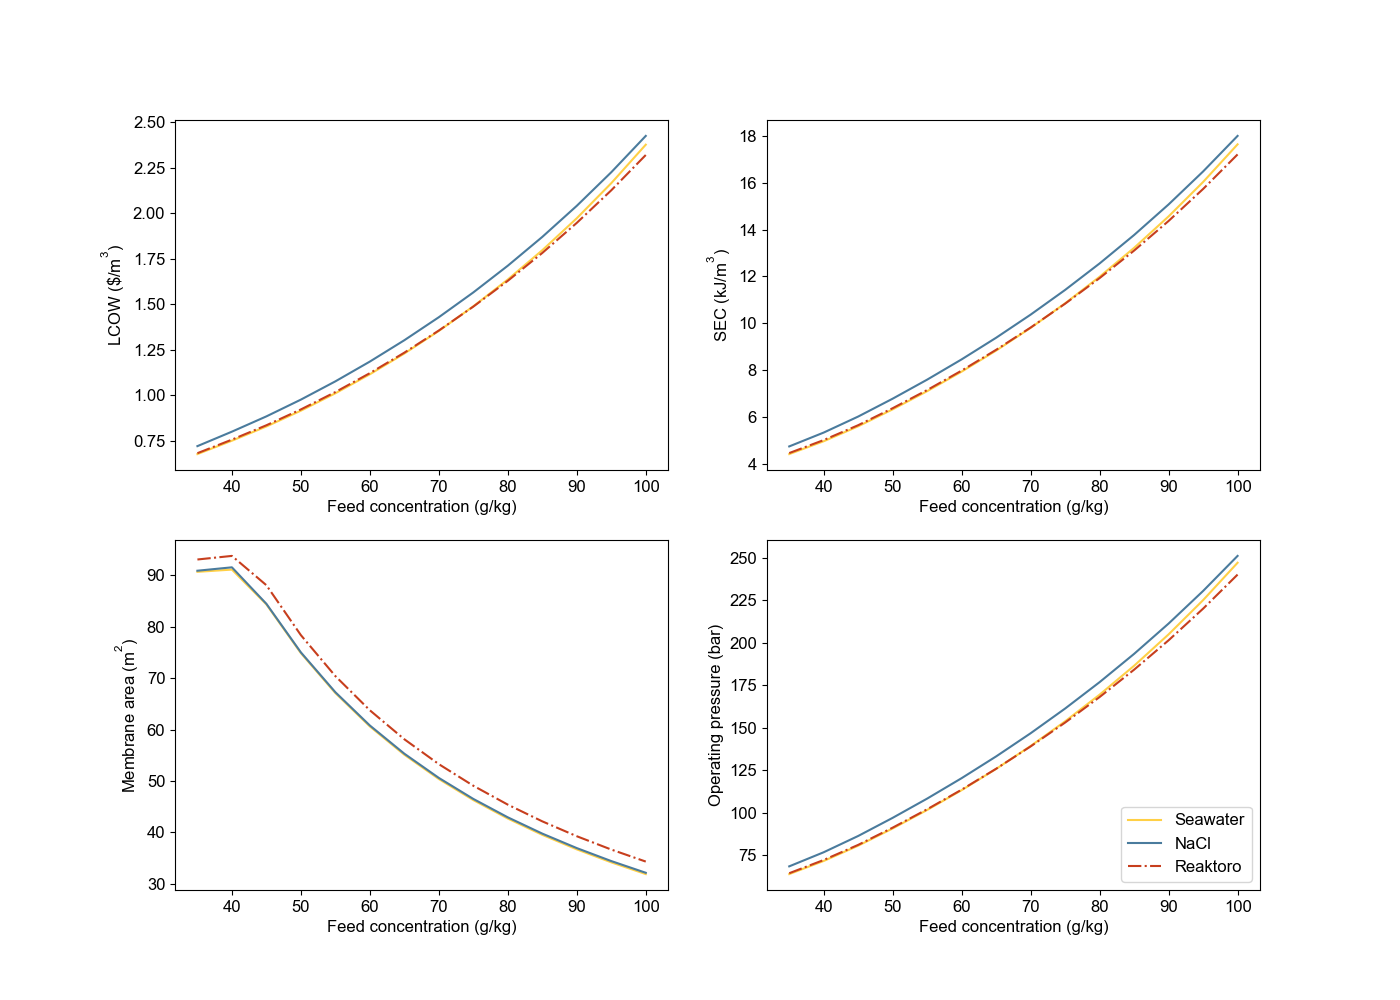 2.50
2.25
2.00
1.75
1.50
1.25
1.00
0.75
LCOW ($/m³)
40 50 60 70 80 90 100
Feed concentration (g/kg)
18
16
14
12
10
8
6
4
SEC (kJ/m³)
40 50 60 70 80 90 100
Feed concentration (g/kg)
90
80
70
60
50
40
30
Membrane area (m²)
40 50 60 70 80 90 100
Feed concentration (g/kg)
250
225
200
175
150
125
100
75
Operating pressure (bar)
Seawater
NaCl
Reaktoro
40 50 60 70 80 90 100
Feed concentration (g/kg)